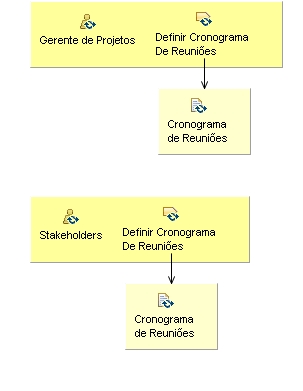 Gerente de Projetos
Definir Cronograma
De Reuniões
Cronograma
de Reuniões
Stakeholders
Definir Cronograma
De Reuniões
Cronograma
de Reuniões